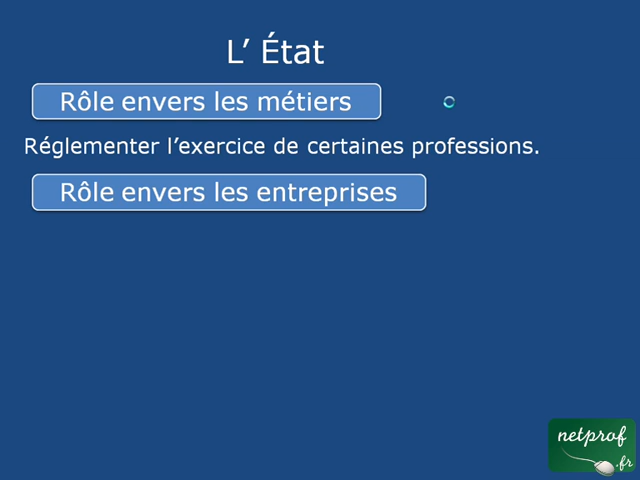 L’ État
Rôle envers les métiers
Réglementer l’exercice de certaines professions.
Rôle envers les entreprises
netprof
.fr